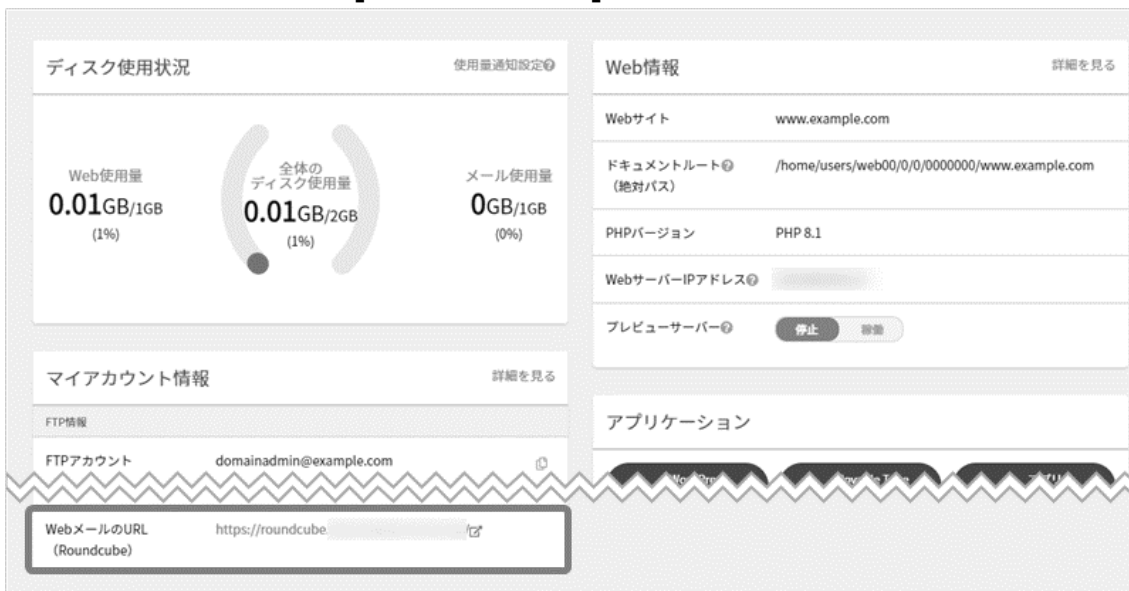 ディスク使用状況
使用量通知設定
Web使用量
0.01GB/1GB
(1%)
全体の
ディスク使用量
0.01GB/2GB
(1%)
メール使用量
0GB/1GB
(0%)
マイアカウント情報
詳細を見る
FTP情報
FTPアカウント domainadmin@example.com
WebメールのURL https://roundcube.
（Roundcube）
Web情報
詳細を見る
Webサイト www.example.com
ドキュメントルート /home/users/web00/0/0/0000000/www.example.com
（絶対パス）
PHPバージョン PHP 8.1
WebサーバーIPアドレス
プレビューサーバー 停止 稼働
アプリケーション